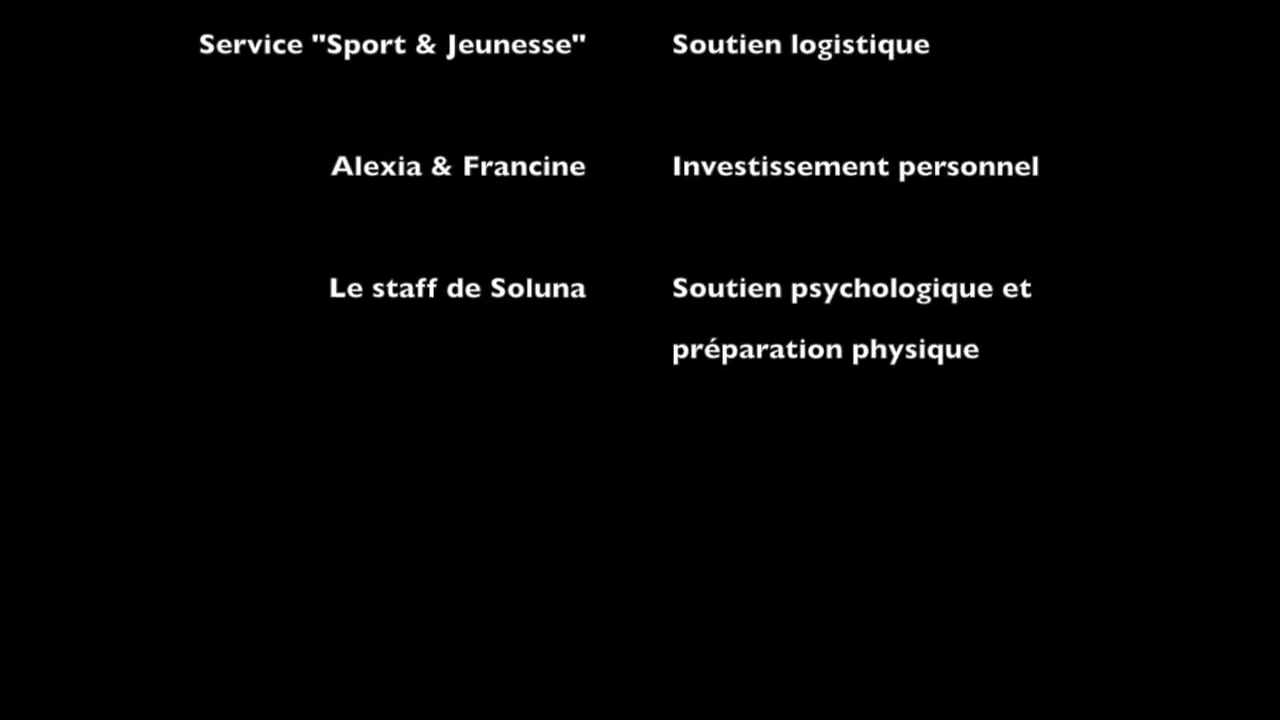 Service "Sport & Jeunesse" Soutien logistique
Alexia & Francine Investissement personnel
Le staff de Soluna Soutien psychologique et
préparation physique